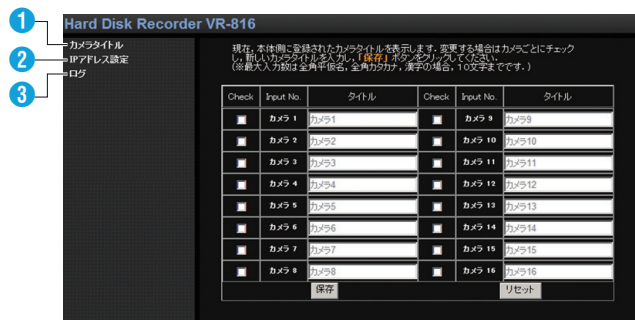 Hard Disk Recorder VR-816
1
カメラタイトル
2
IPアドレス設定
3
ログ
現在, 本体側に登録されたカメラタイトルを表示します. 変更する場合はカメラごとにチェック
し, 新しいカメラタイトルを入力し,「保存」ボタンをクリックしてください.
(※最大入力数は全角平仮名, 全角カタカナ, 漢字の場合, 10文字までです. )
Check Input No. タイトル Check Input No. タイトル
カメラ 1 カメラ1 カメラ 9 カメラ9
カメラ 2 カメラ2 カメラ 10 カメラ10
カメラ 3 カメラ3 カメラ 11 カメラ11
カメラ 4 カメラ4 カメラ 12 カメラ12
カメラ 5 カメラ5 カメラ 13 カメラ13
カメラ 6 カメラ6 カメラ 14 カメラ14
カメラ 7 カメラ7 カメラ 15 カメラ15
カメラ 8 カメラ8 カメラ 16 カメラ16
保存 リセット